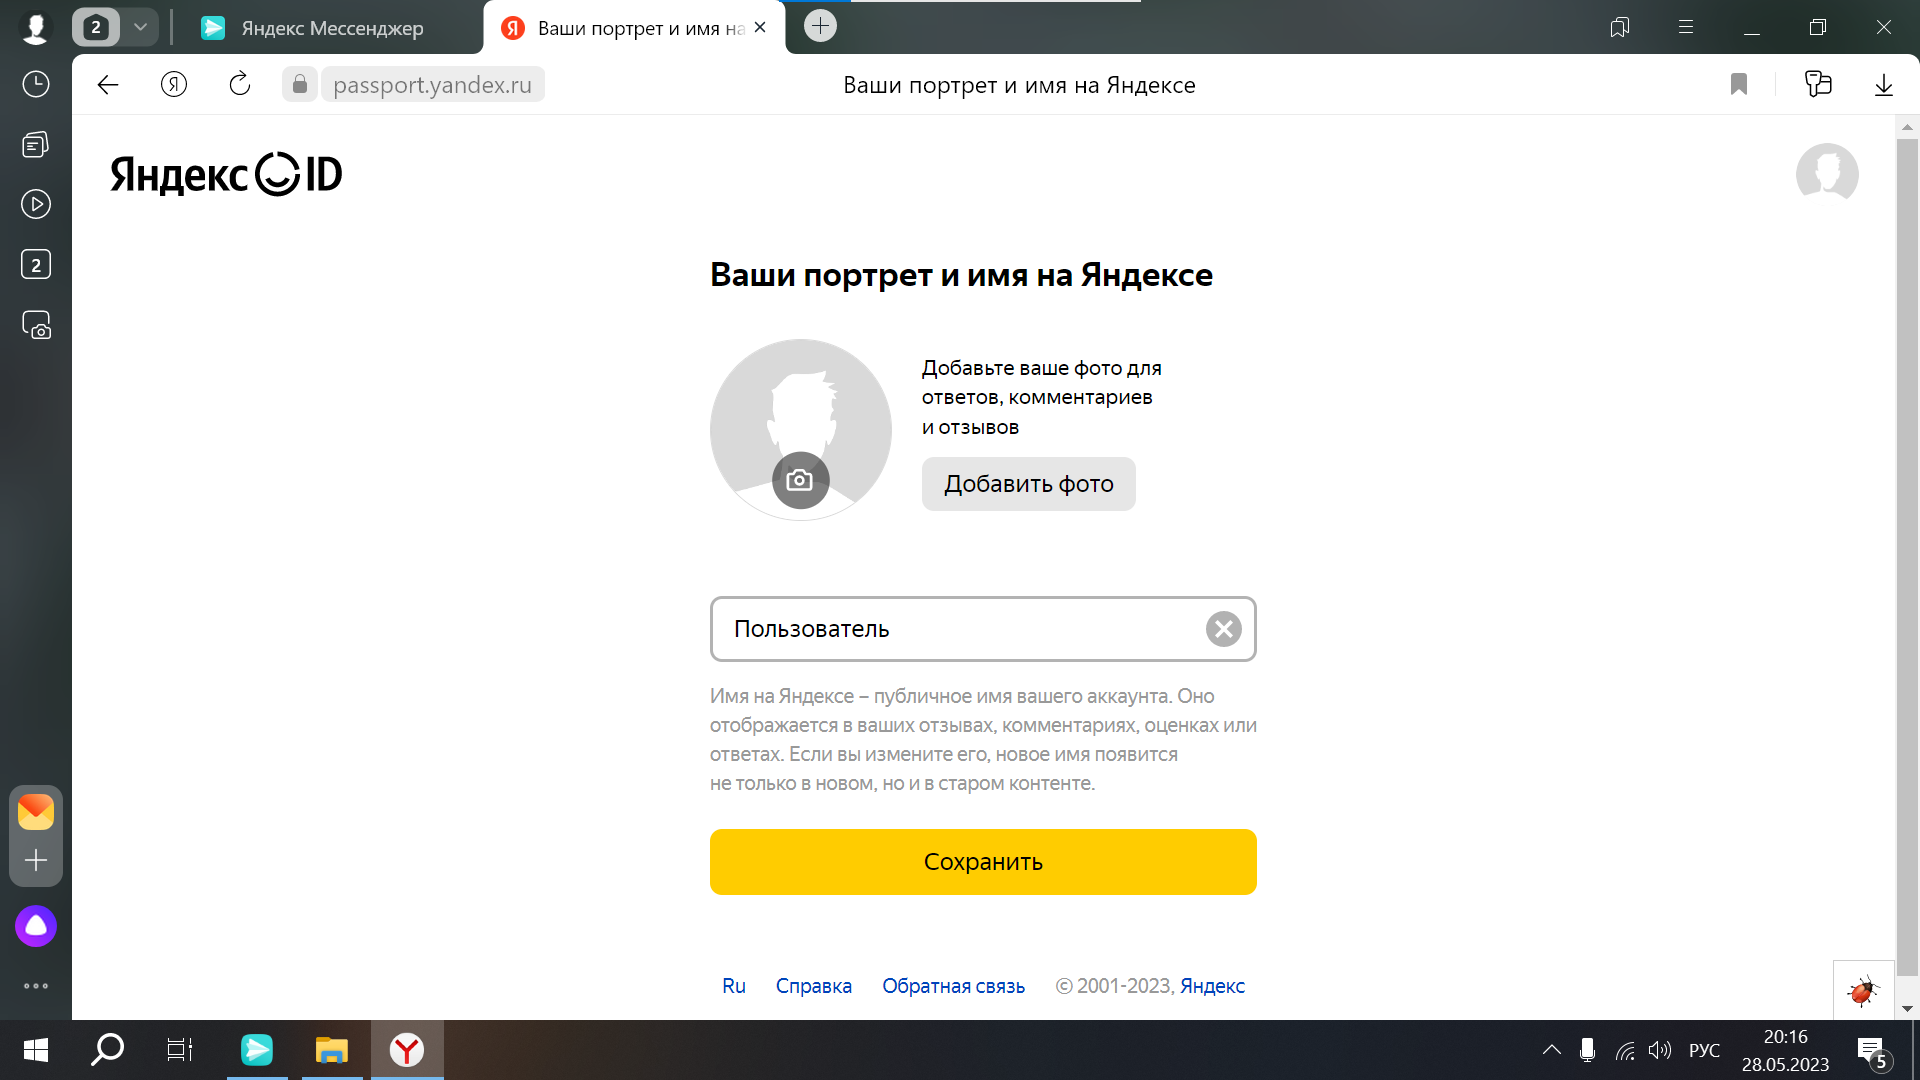 2
Яндекс Мессенджер
Ваши портрет и имя на
passport.yandex.ru
Ваши портрет и имя на Яндексе
2
Яндекс ID
Ваши портрет и имя на Яндексе
Добавьте ваше фото для
ответов, комментариев
и отзывов
Добавить фото
Пользователь
Имя на Яндексе – публичное имя вашего аккаунта. Оно
отображается в ваших отзывах, комментариях, оценках или
ответах. Если вы измените его, новое имя появится
не только в новом, но и в старом контенте.
Сохранить
Ru Справка Обратная связь © 2001-2023, Яндекс
РУС
20:16
28.05.2023
5